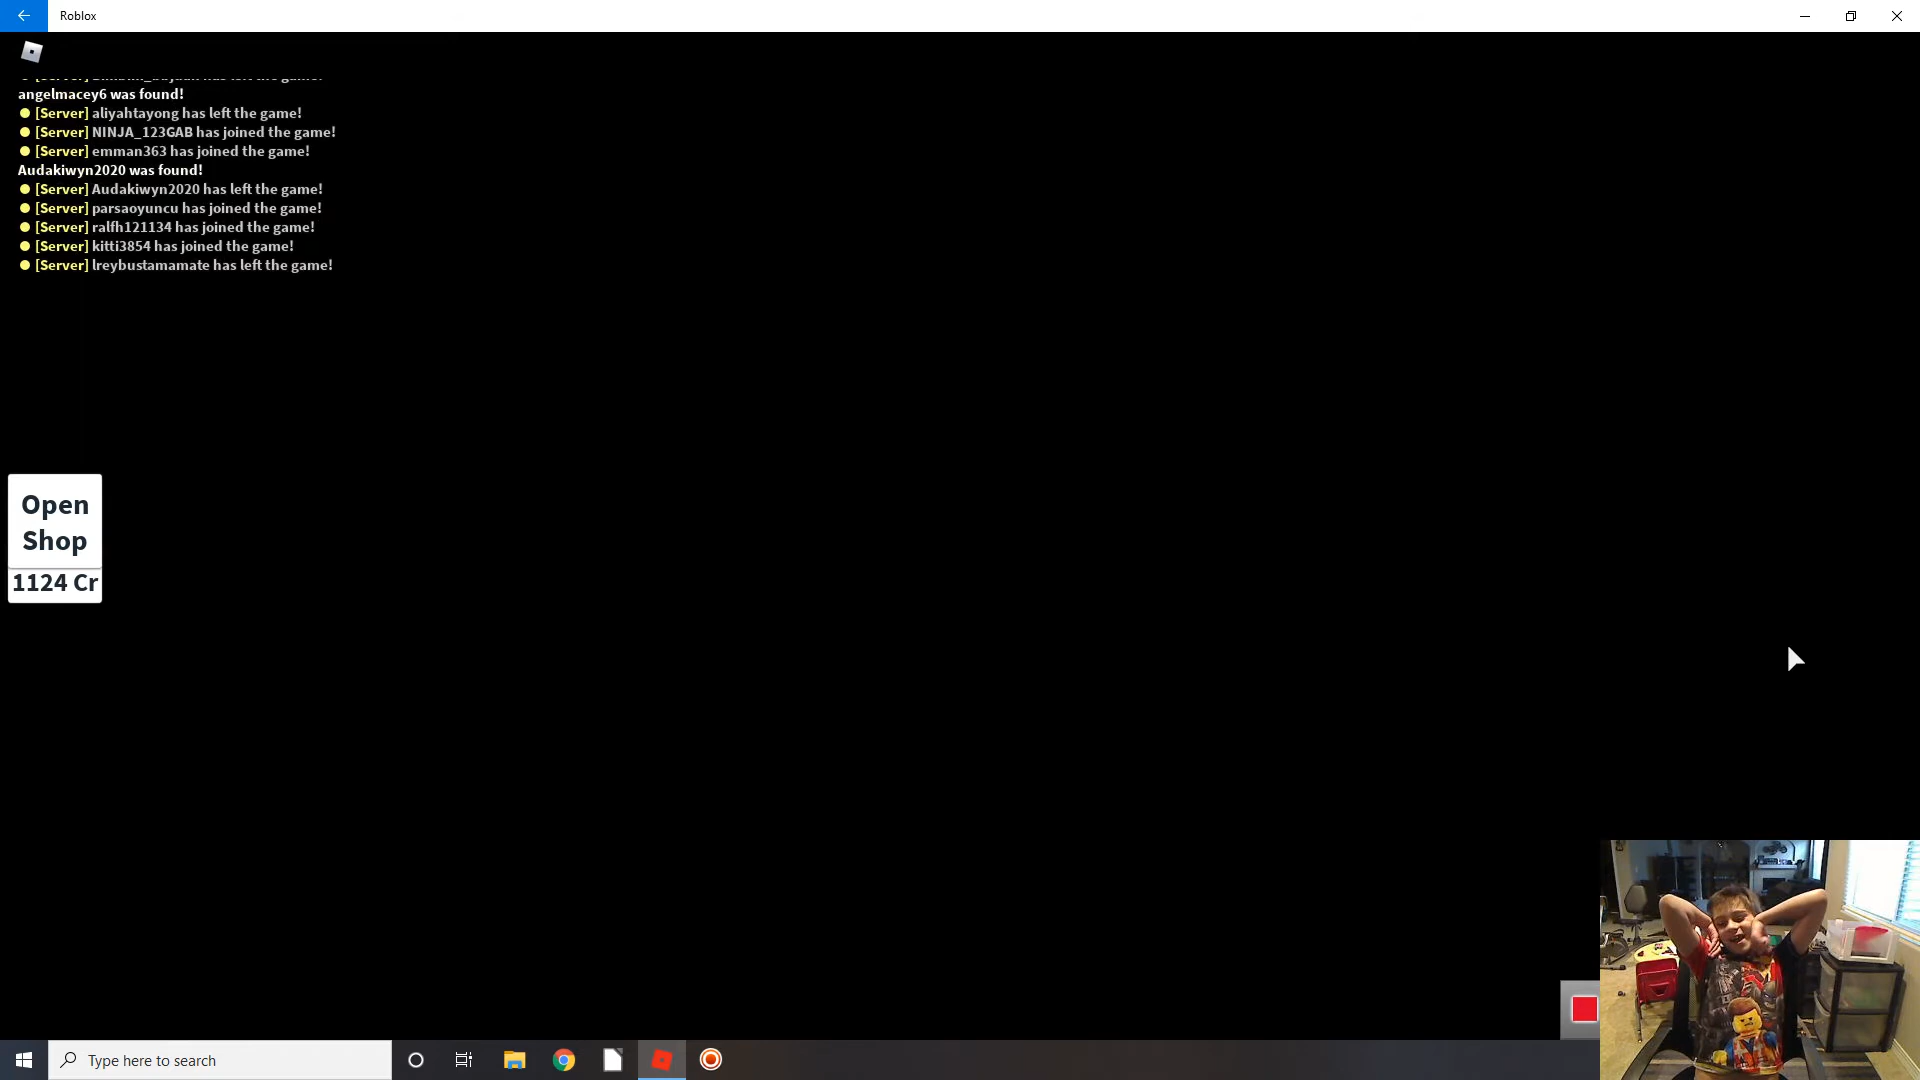 Roblox
angelmacey6 was found!
[Server] aliyahtayong has left the game!
[Server] NINJA_123GAB has joined the game!
[Server] emman363 has joined the game!
Audakiwyn2020 was found!
[Server] Audakiwyn2020 has left the game!
[Server] parsaoyuncu has joined the game!
[Server] ralfh121134 has joined the game!
[Server] kitti3854 has joined the game!
[Server] lreybustamamate has left the game!
Open
Shop
1124 Cr
Type here to search